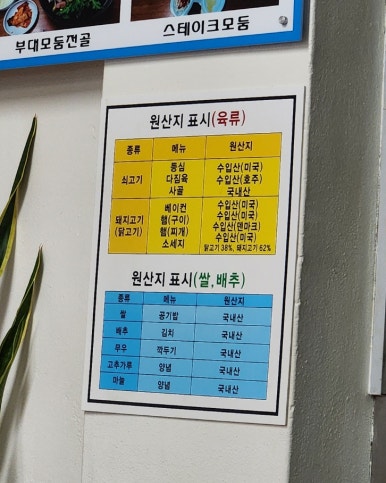 부대모둠전골
스테이크모둠
원산지 표시(육류)
종류 메뉴 원산지
쇠고기 등심 수입산(미국)
다짐육 수입산(호주)
사골 국내산
돼지고기 베이컨 수입산(미국)
(닭고기) 햄(구이) 수입산(미국)
햄(찌개) 수입산(덴마크)
소세지 수입산(미국)
닭고기 38%, 돼지고기 62%
원산지 표시(쌀, 배추)
종류 메뉴 원산지
쌀 공기밥 국내산
배추 김치 국내산
무우 깍두기 국내산
고추가루 양념 국내산
마늘 양념 국내산